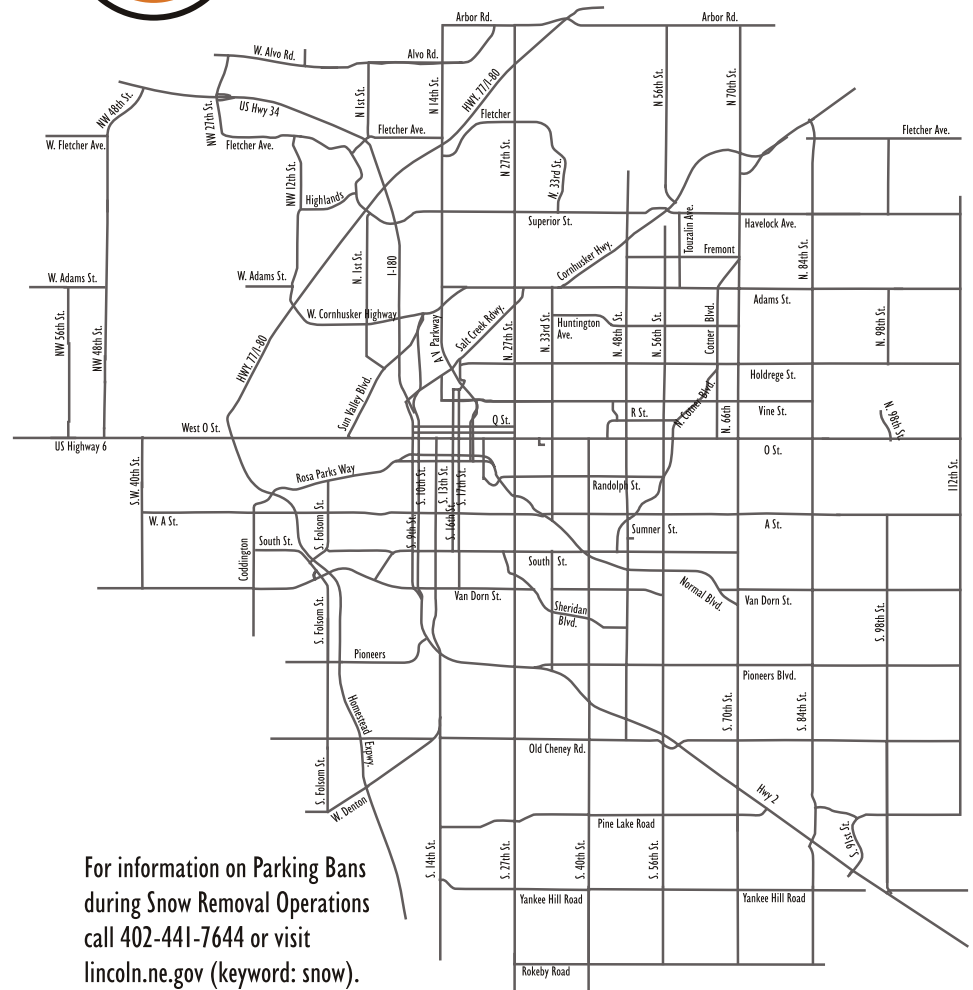 Arbor Rd.
Arbor Rd.
W. Alvo Rd.
Alvo Rd.
NW 48th St.
NW 27th St.
US Hwy 34
N 1st St.
N 14th St.
HWY. 77/I-80
N 56th St.
N 70th St.
W. Fletcher Ave.
Fletcher Ave.
Fletcher Ave.
Fletcher
Fletcher Ave.
NW 12th St.
Highlands
N 27th St.
N. 33rd St.
Superior St.
Touzalin Ave.
Havelock Ave.
N. 84th St.
Fremont
Cornhusker Hwy.
W. Adams St.
W. Adams St.
N. 1st St.
I-180
Adams St.
W. Cornhusker Highway
NW 56th St.
NW 48th St.
HWY. 77/I-80
A V Parkway
Salt Creek Rdwy.
N. 27th St.
N. 33rd St.
Huntington
Ave.
N. 48th St.
N. 56th St.
Cotner Blvd.
N. 98th St.
Holdrege St.
Sun Valley Blvd.
N. Cotner Blvd.
R St.
N. 66th
Vine St.
N. 98th St.
Q St.
West O St.
US Highway 6
O St.
S.W. 40th St.
Rosa Parks Way
S. 10th St.
S. 13th St.
S. 17th St.
Randolph St.
112th St.
W. A St.
S. Folsom St.
S. 9th St.
S. 16th St.
Sumner St.
A St.
Coddington
South St.
South St.
Normal Blvd.
Van Dorn St.
Van Dorn St.
Sheridan
Blvd.
S. Folsom St.
S. 98th St.
Pioneers
Pioneers Blvd.
Homestead Expwy.
S. 70th St.
S. 84th St.
Old Cheney Rd.
S. Folsom St.
W. Denton
Hwy 2
Pine Lake Road
S. 91st St.
S. 14th St.
S. 27th St.
S. 40th St.
S. 56th St.
Yankee Hill Road
Yankee Hill Road
Rokeby Road
For information on Parking Bans
during Snow Removal Operations
call 402-441-7644 or visit
lincoln.ne.gov (keyword: snow).